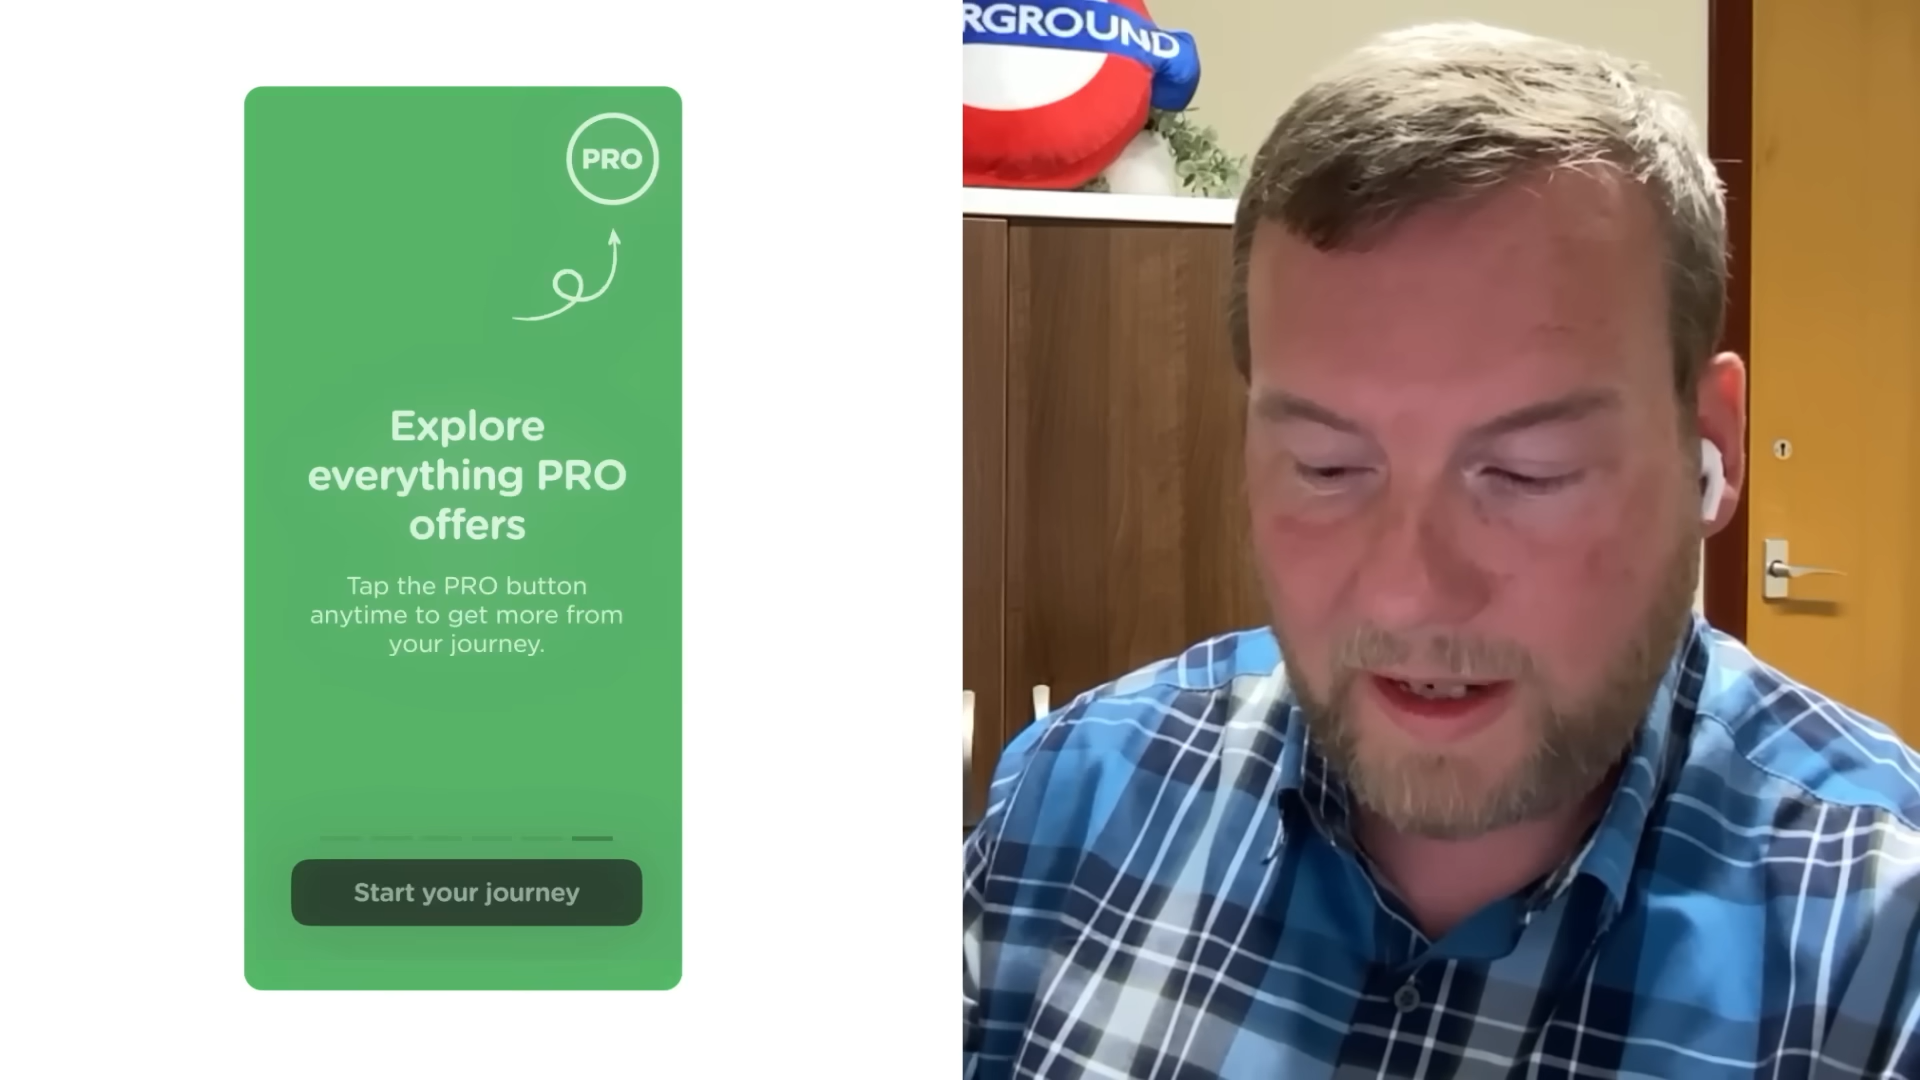 PRO
Explore
everything PRO
offers
Tap the PRO button
anytime to get more from
your journey.
Start your journey
RGROUND